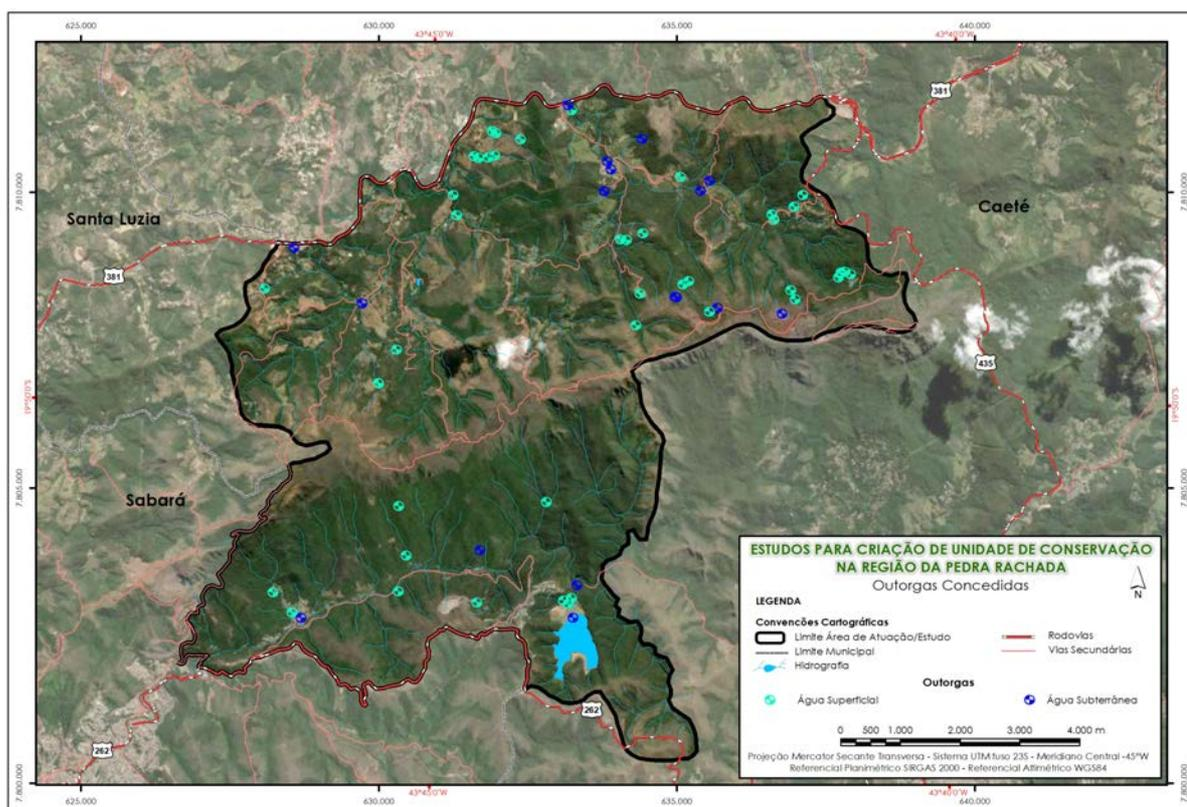 625.000
630.000
635.000
640.000
43°45'0"W
43°40'0"W
381
7.810.000
7.810.000
Santa Luzia
Caeté
381
435
19°50'0"S
19°50'0"S
7.805.000
7.805.000
Sabará
ESTUDOS PARA CRIAÇÃO DE UNIDADE DE CONSERVAÇÃO
NA REGIÃO DA PEDRA RACHADA
Outorgas Concedidas
N
LEGENDA
Convenções Cartográficas
Limite Área de Atuação/Estudo
Rodovias
Limite Municipal
Vias Secundárias
Hidrografia
Outorgas
Água Superficial
Água Subterrânea
262
262
0 500 1.000 2.000 3.000 4.000 m
Projeção Mercator Secante Transversa - Sistema UTM fuso 23S - Meridiano Central -45°W
Referencial Planimétrico SIRGAS 2000 - Referencial Altimétrico WGS84
7.800.000
7.800.000
43°45'0"W
43°40'0"W
625.000
630.000
635.000
640.000